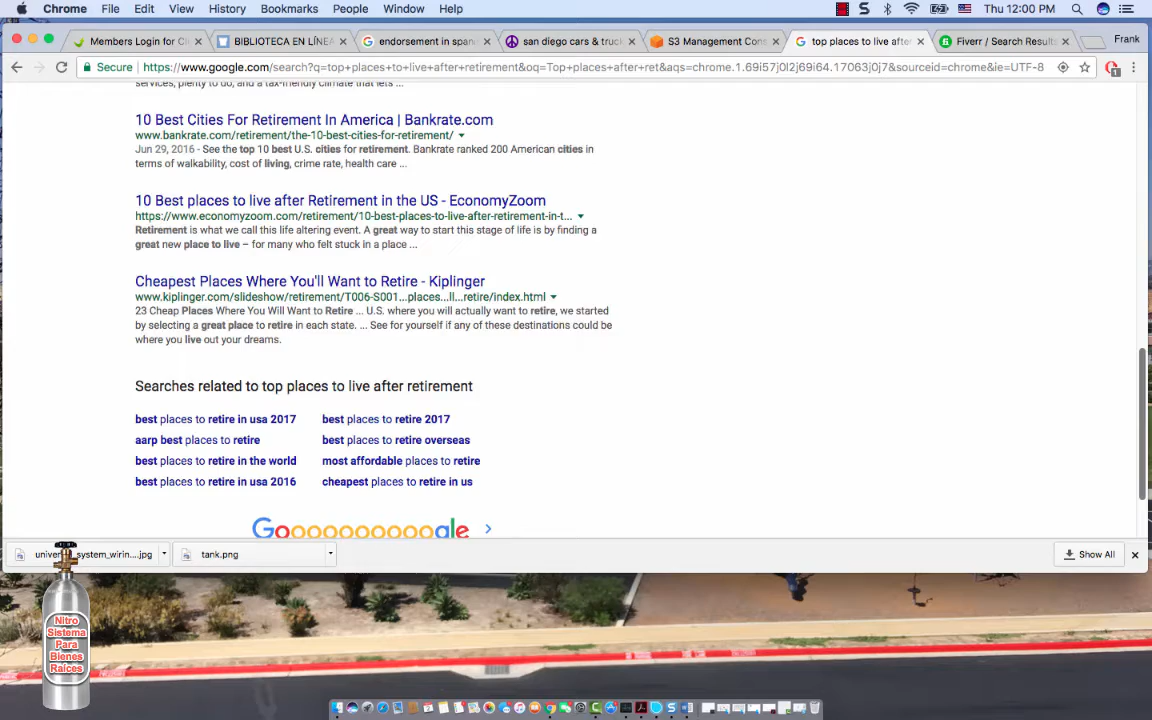 Chrome File Edit View History Bookmarks People Window Help Thu 12:00 PM
Members Login for Cli BIBLIOTECA EN LÍNEA endorsement in spani san diego cars & truck S3 Management Con top places to live after Fiverr / Search Results Frank
Secure https://www.google.com/search?q=top+places+to+live+after+retirement&oq=Top+places+after+ret&aqs=chrome.1.69i57j0l2j69i64.17063j0j7&sourceid=chrome&ie=UTF-8
services, plenty to do, and a tax-friendly climate that lets ...
10 Best Cities For Retirement In America | Bankrate.com
www.bankrate.com/retirement/the-10-best-cities-for-retirement/
Jun 29, 2016 - See the top 10 best U.S. cities for retirement. Bankrate ranked 200 American cities in
terms of walkability, cost of living, crime rate, health care ...
10 Best places to live after Retirement in the US - EconomyZoom
https://www.economyzoom.com/retirement/10-best-places-to-live-after-retirement-in-t...
Retirement is what we call this life altering event. A great way to start this stage of life is by finding a
great new place to live – for many who felt stuck in a place ...
Cheapest Places Where You'll Want to Retire - Kiplinger
www.kiplinger.com/slideshow/retirement/T006-S001...places...ll...retire/index.html
23 Cheap Places Where You Will Want to Retire ... U.S. where you will actually want to retire, we started
by selecting a great place to retire in each state. ... See for yourself if any of these destinations could be
where you live out your dreams.
Searches related to top places to live after retirement
best places to retire in usa 2017 best places to retire 2017
aarp best places to retire best places to retire overseas
best places to retire in the world most affordable places to retire
best places to retire in usa 2016 cheapest places to retire in us
Gooooooooogle
univer system_wirin....jpg tank.png Show All
Nitro
Sistema
Para
Bienes
Raices